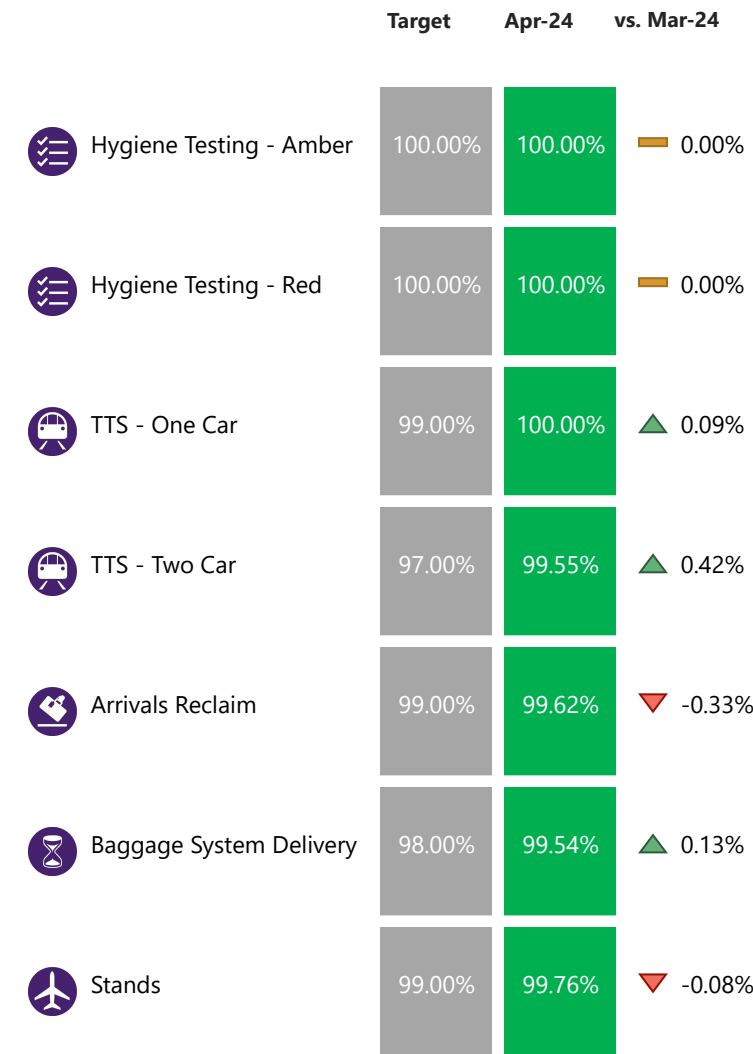 Target Apr-24 vs. Mar-24
Hygiene Testing - Amber 100.00% 100.00% 0.00%
Hygiene Testing - Red 100.00% 100.00% 0.00%
TTS - One Car 99.00% 100.00% 0.09%
TTS - Two Car 97.00% 99.55% 0.42%
Arrivals Reclaim 99.00% 99.62% -0.33%
Baggage System Delivery 98.00% 99.54% 0.13%
Stands 99.00% 99.76% -0.08%